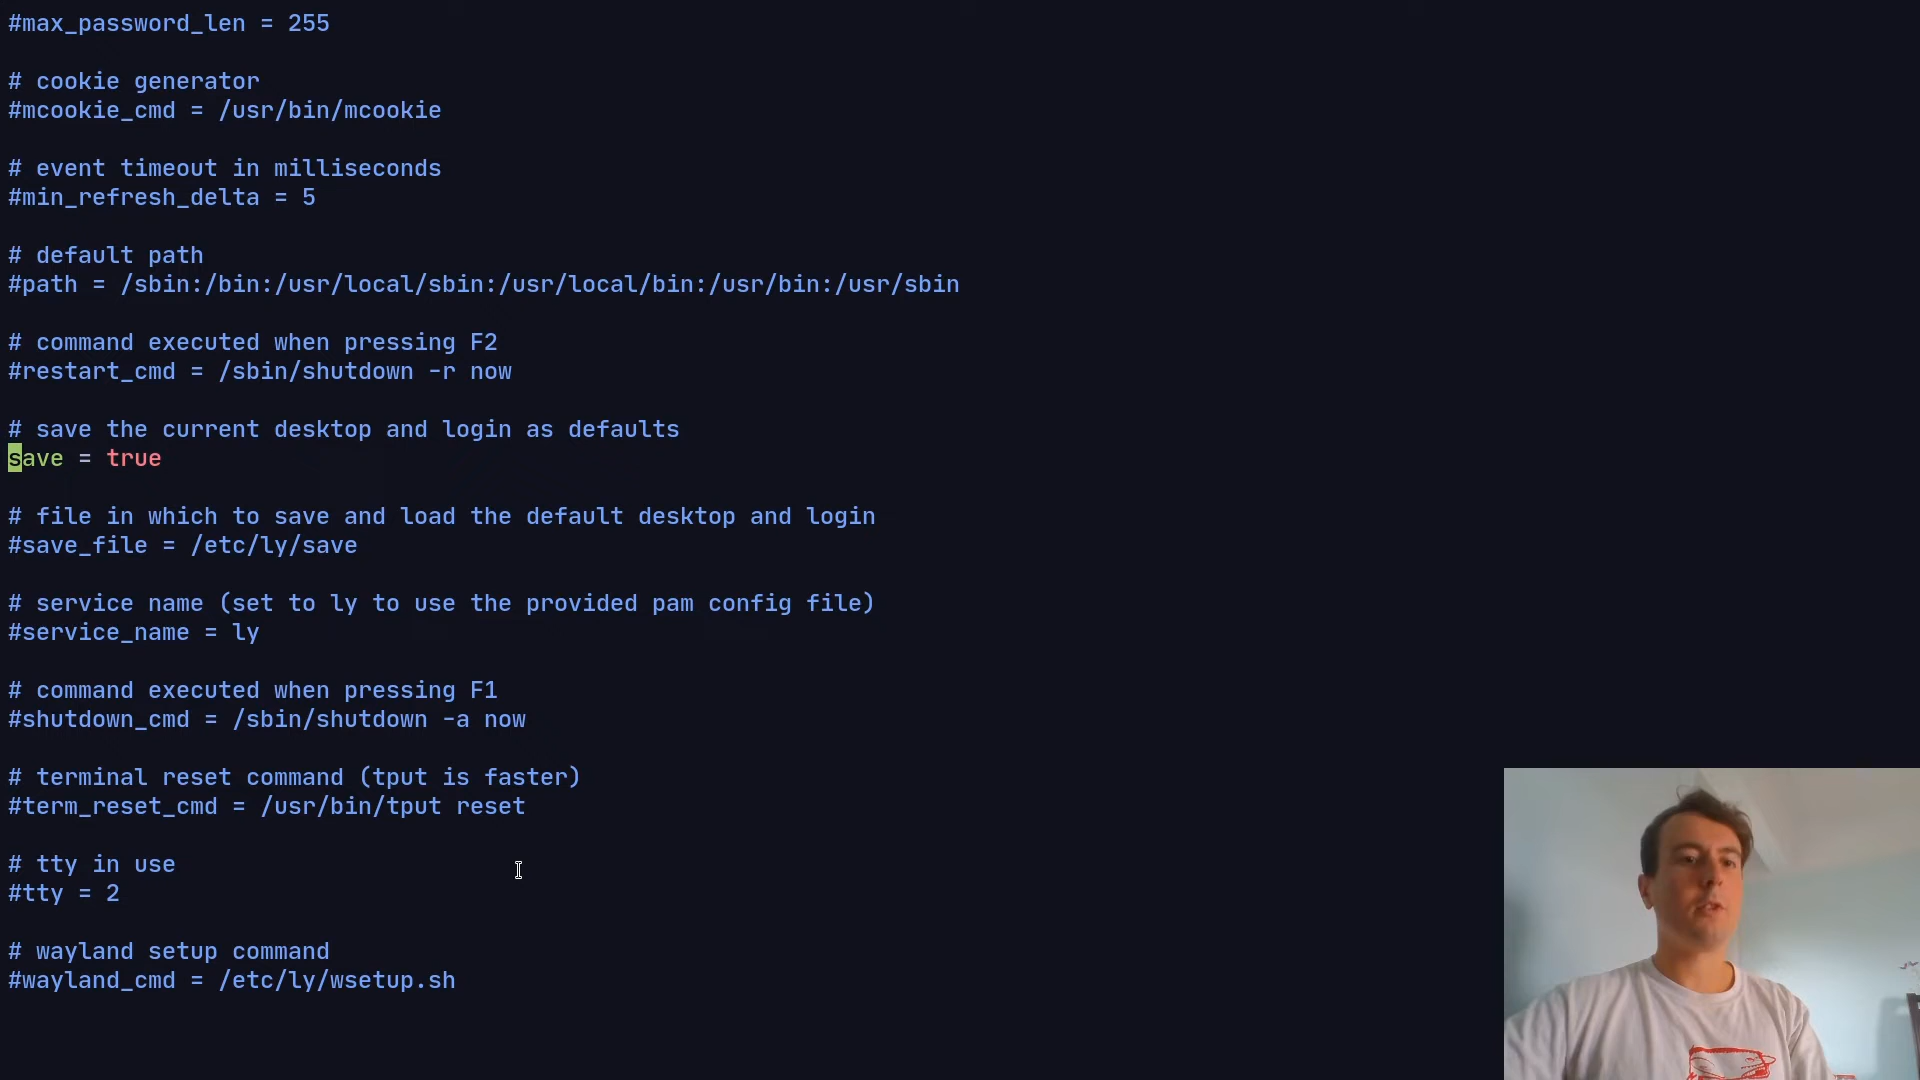 #max_password_len = 255
# cookie generator
#mcookie_cmd = /usr/bin/mcookie
# event timeout in milliseconds
#min_refresh_delta = 5
# default path
#path = /sbin:/bin:/usr/local/sbin:/usr/local/bin:/usr/bin:/usr/sbin
# command executed when pressing F2
#restart_cmd = /sbin/shutdown -r now
# save the current desktop and login as defaults
save = true
# file in which to save and load the default desktop and login
#save_file = /etc/ly/save
# service name (set to ly to use the provided pam config file)
#service_name = ly
# command executed when pressing F1
#shutdown_cmd = /sbin/shutdown -a now
# terminal reset command (tput is faster)
#term_reset_cmd = /usr/bin/tput reset
# tty in use
#tty = 2
# wayland setup command
#wayland_cmd = /etc/ly/wsetup.sh